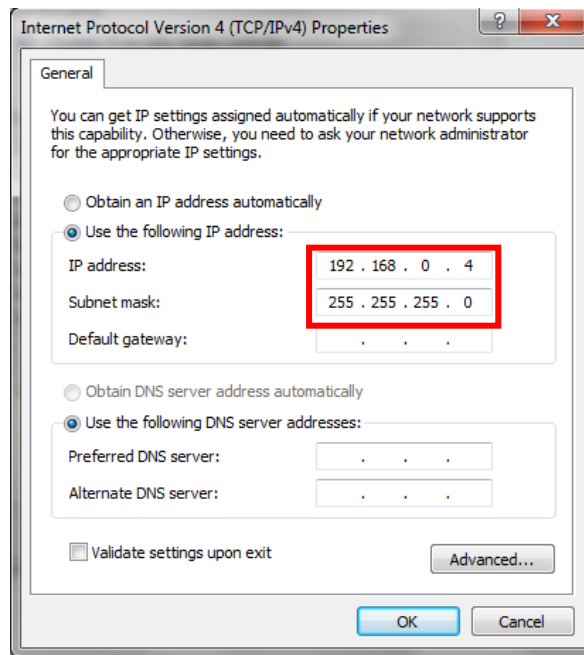 Internet Protocol Version 4 (TCP/IPv4) Properties
?
X
General
You can get IP settings assigned automatically if your network supports
this capability. Otherwise, you need to ask your network administrator
for the appropriate IP settings.
Obtain an IP address automatically
Use the following IP address:
IP address: 192 . 168 . 0 . 4
Subnet mask: 255 . 255 . 255 . 0
Default gateway: . . .
Obtain DNS server address automatically
Use the following DNS server addresses:
Preferred DNS server: . . .
Alternate DNS server: . . .
Validate settings upon exit
Advanced...
OK Cancel